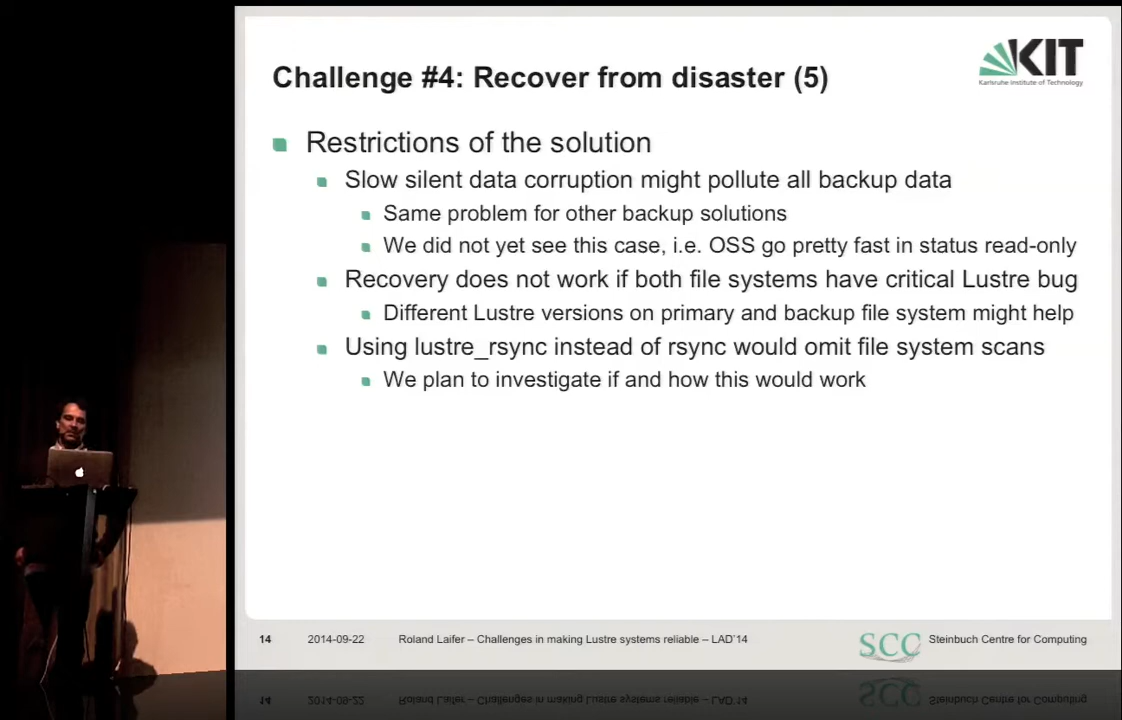 Challenge #4: Recover from disaster (5)
KIT
Karlsruhe Institute of Technology
Restrictions of the solution
Slow silent data corruption might pollute all backup data
Same problem for other backup solutions
We did not yet see this case, i.e. OSS go pretty fast in status read-only
Recovery does not work if both file systems have critical Lustre bug
Different Lustre versions on primary and backup file system might help
Using lustre_rsync instead of rsync would omit file system scans
We plan to investigate if and how this would work
14 2014-09-22 Roland Laifer – Challenges in making Lustre systems reliable – LAD'14 SCC Steinbuch Centre for Computing